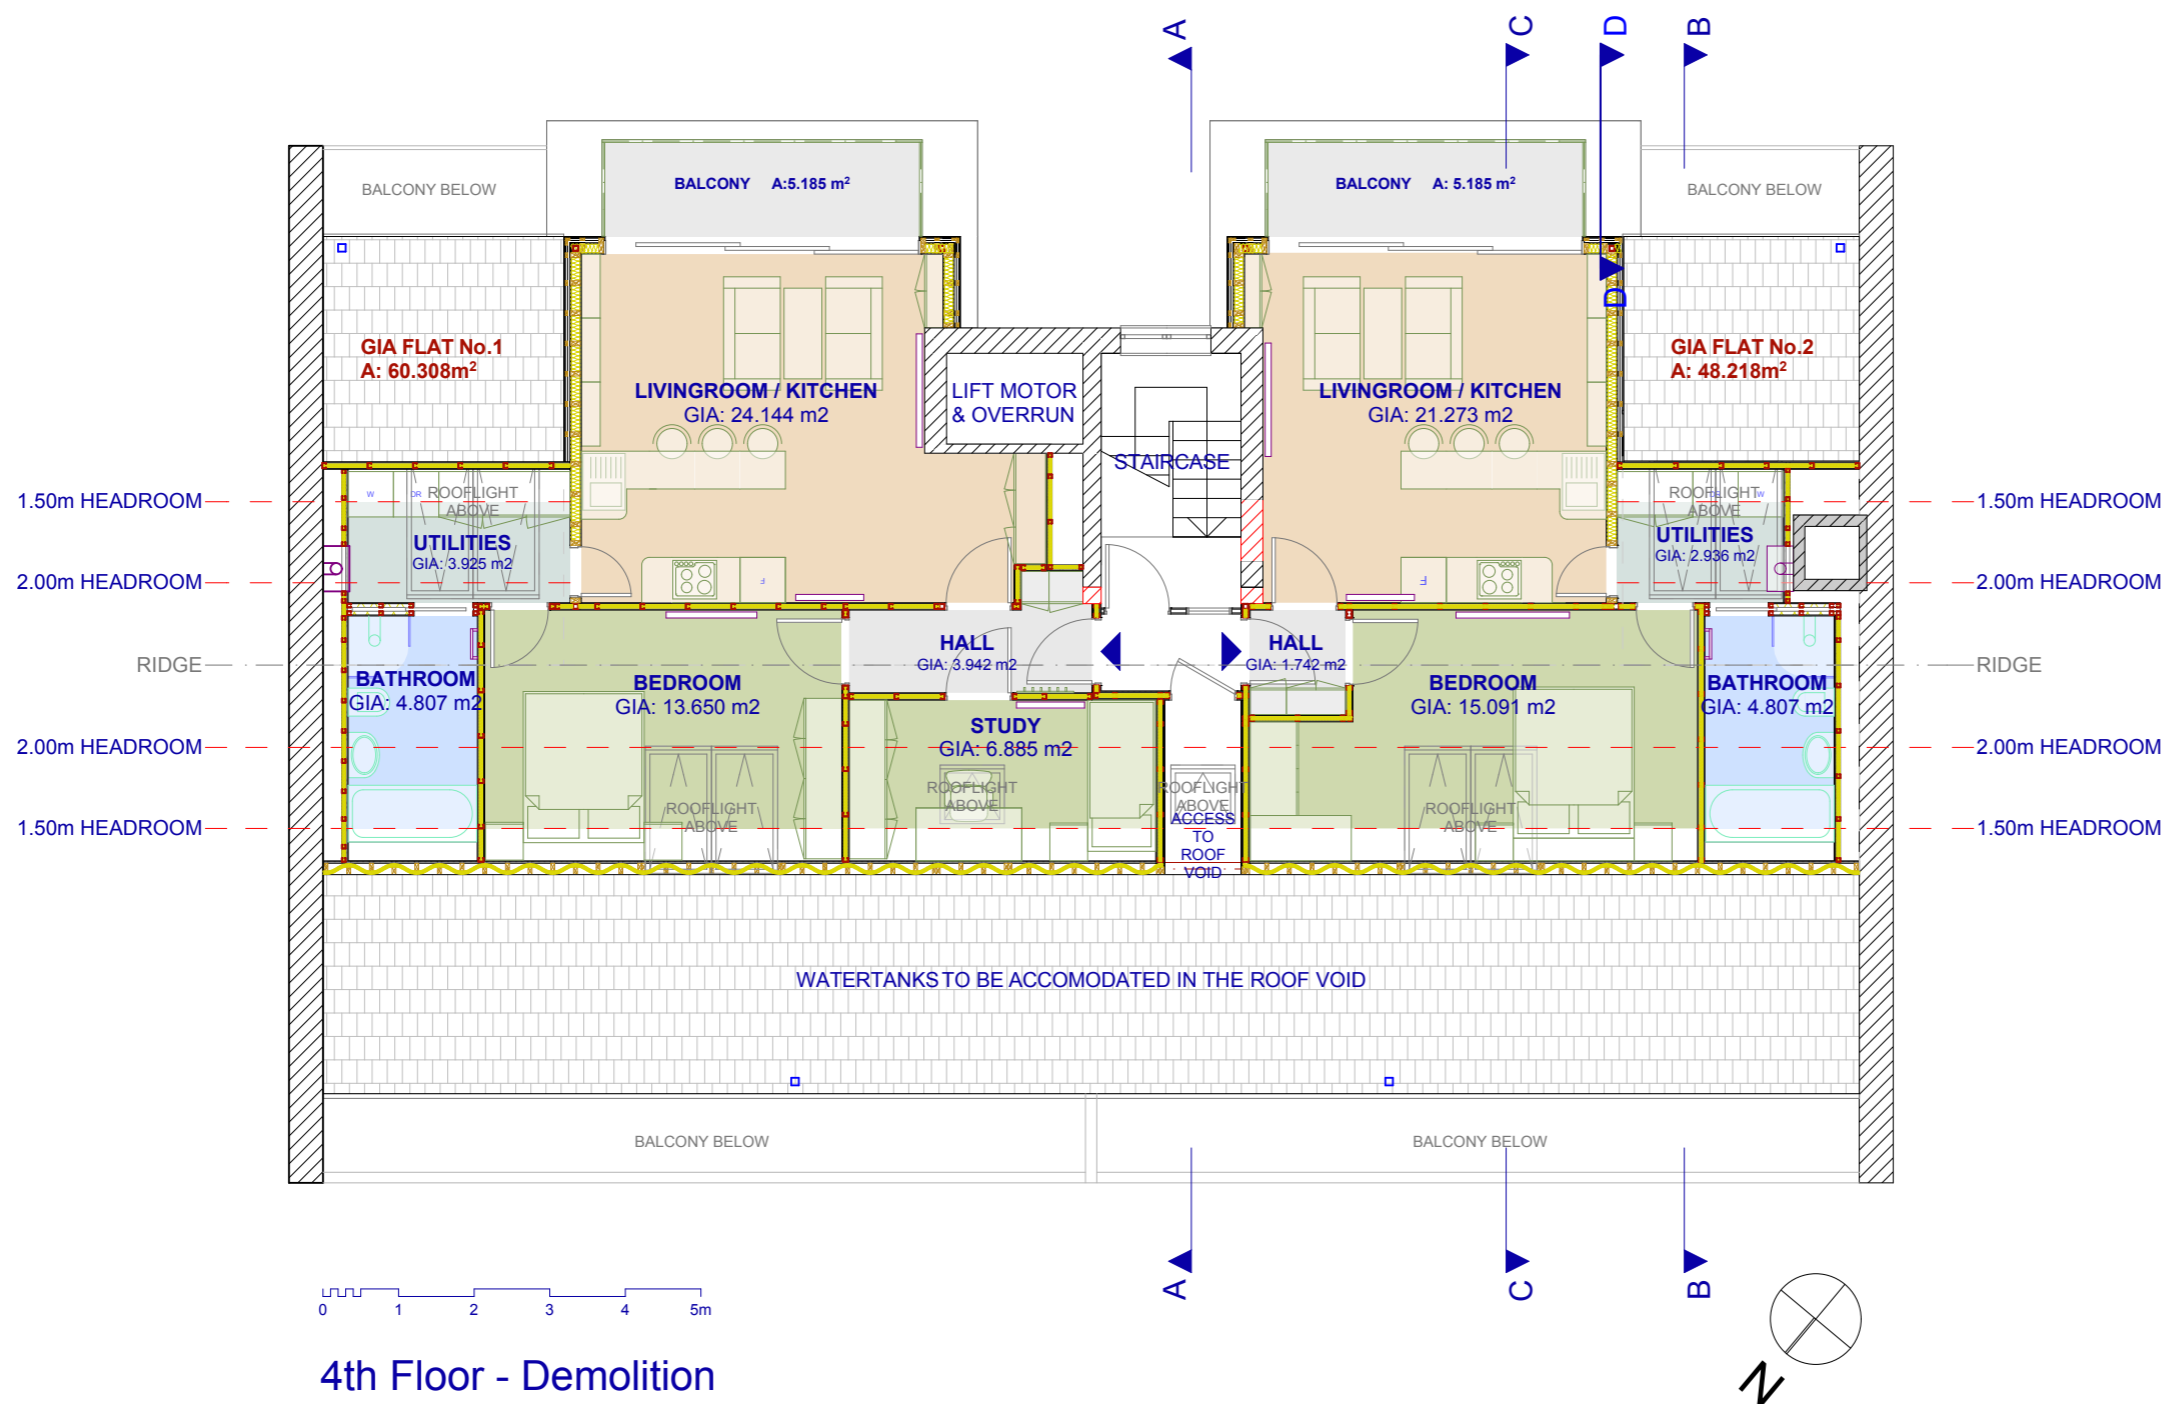 A
C
D
B
BALCONY BELOW
BALCONY A:5.185 m²
BALCONY A: 5.185 m²
BALCONY BELOW
D
GIA FLAT No.1
A: 60.308m²
GIA FLAT No.2
A: 48.218m²
LIVINGROOM / KITCHEN
GIA: 24.144 m2
LIFT MOTOR
& OVERRUN
LIVINGROOM / KITCHEN
GIA: 21.273 m2
STAIRCASE
1.50m HEADROOM
W
DR
ROOFLIGHT
ABOVE
ROOFLIGHT
ABOVE
W
1.50m HEADROOM
UTILITIES
GIA: 3.925 m2
UTILITIES
GIA: 2.936 m2
2.00m HEADROOM
F
2.00m HEADROOM
HALL
GIA: 3.942 m2
HALL
GIA: 1.742 m2
RIDGE
RIDGE
BATHROOM
GIA: 4.807 m2
BEDROOM
GIA: 13.650 m2
BEDROOM
GIA: 15.091 m2
BATHROOM
GIA: 4.807 m2
STUDY
GIA: 6.885 m2
2.00m HEADROOM
2.00m HEADROOM
ROOFLIGHT
ABOVE
ROOFLIGHT
ABOVE
ROOFLIGHT
ABOVE
ROOFLIGHT
ABOVE
ACCESS
TO
ROOF
VOID
1.50m HEADROOM
1.50m HEADROOM
WATERTANKS TO BE ACCOMODATED IN THE ROOF VOID
BALCONY BELOW
BALCONY BELOW
A
C
B
0 1 2 3 4 5m
4th Floor - Demolition
N